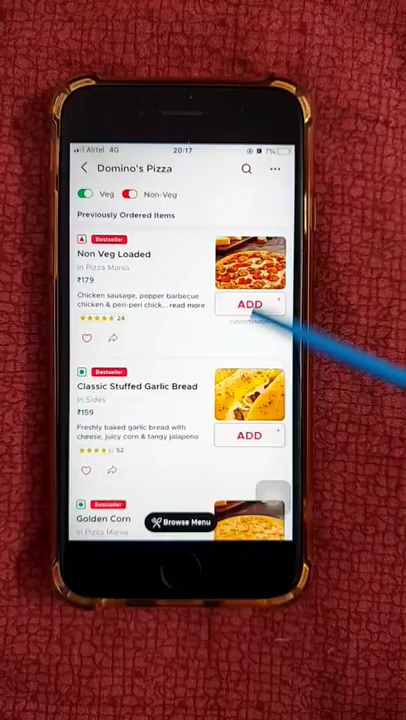 Airtel 4G 20:17 7%
Domino's Pizza
Veg Non-Veg
Previously Ordered Items
Bestseller
Non Veg Loaded
in Pizza Mania
₹179
Chicken sausage, pepper barbecue
chicken & peri-peri chick... read more
24
ADD +
Bestseller
Classic Stuffed Garlic Bread
in Sides
₹159
Freshly baked garlic bread with
cheese, juicy corn & tangy jalapeno
52
ADD +
Bestseller
Golden Corn
in Pizza Mania
Browse Menu